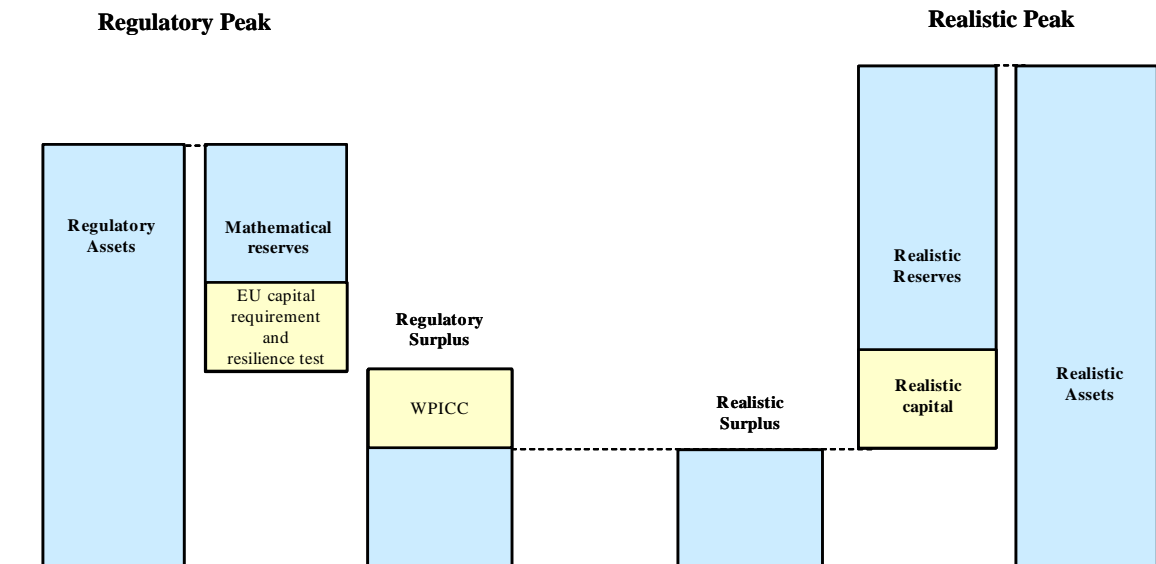 Regulatory Peak
Realistic Peak
Regulatory
Assets
Mathematical
reserves
EU capital
requirement
and
resilience test
Regulatory
Surplus
WPICC
Realistic
Surplus
Realistic
Reserves
Realistic
capital
Realistic
Assets